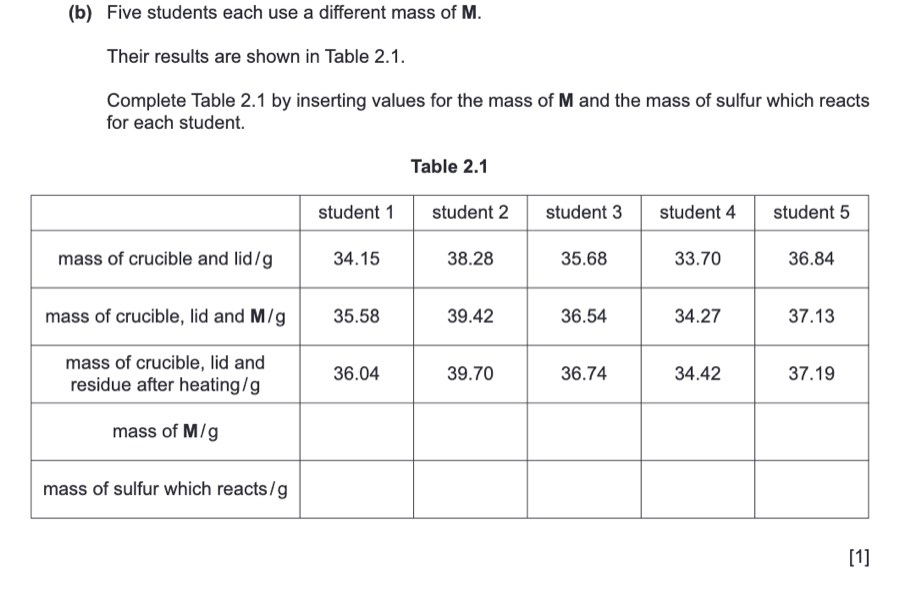 (b) Five students each use a different mass of M.
Their results are shown in Table 2.1.
Complete Table 2.1 by inserting values for the mass of M and the mass of sulfur which reacts
for each student.
Table 2.1
student 1 student 2 student 3 student 4 student 5
mass of crucible and lid/g 34.15 38.28 35.68 33.70 36.84
mass of crucible, lid and M/g 35.58 39.42 36.54 34.27 37.13
mass of crucible, lid and
residue after heating/g 36.04 39.70 36.74 34.42 37.19
mass of M/g
mass of sulfur which reacts/g
[1]